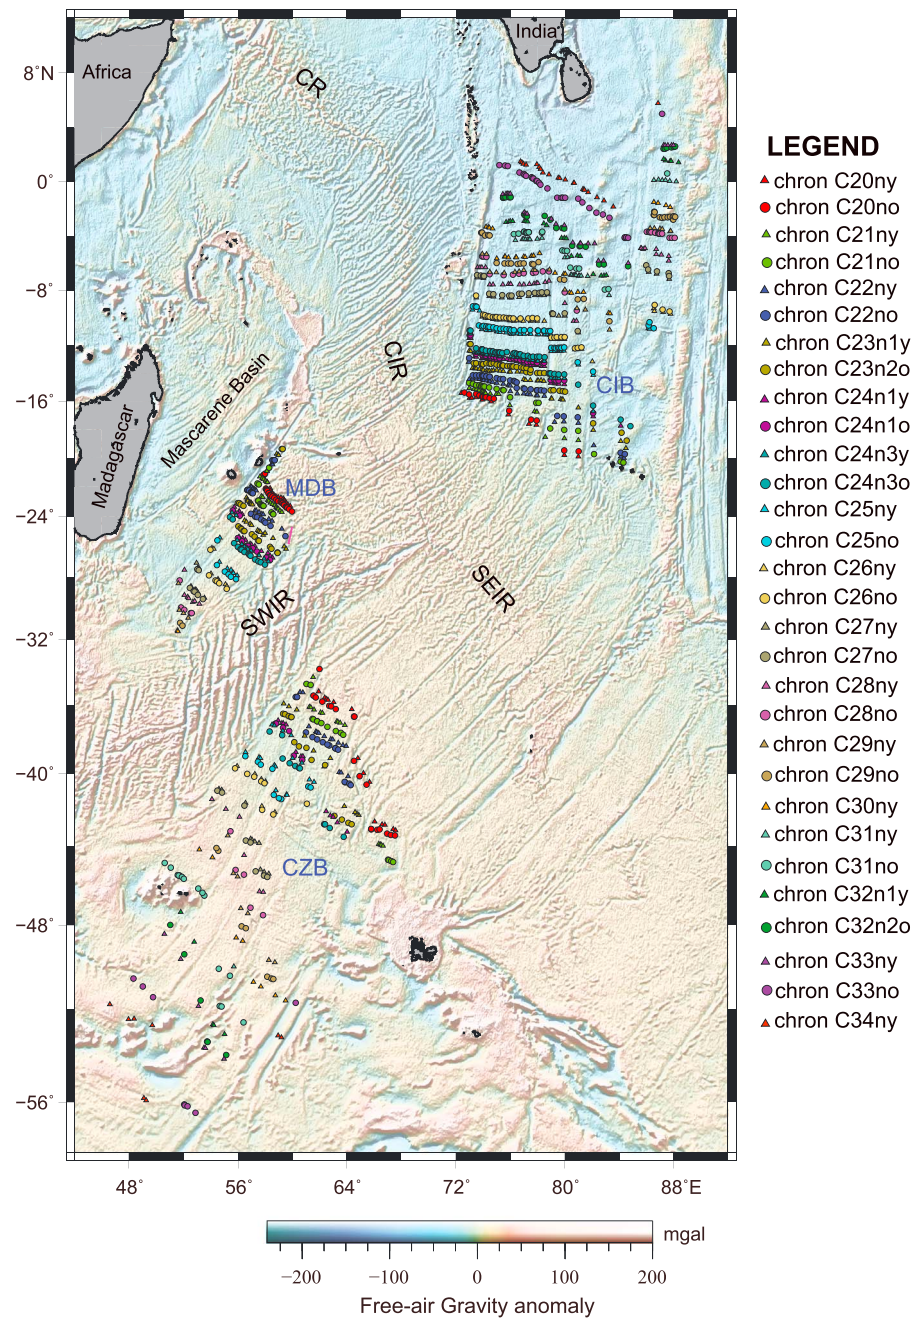 India
8°N
Africa
CR
0°
−8°
CIR
CIB
−16°
Mascarene Basin
Madagascar
MDB
−24°
SEIR
SWIR
−32°
−40°
CZB
−48°
−56°
48°
56°
64°
72°
80°
88°E
LEGEND
chron C20ny
chron C20no
chron C21ny
chron C21no
chron C22ny
chron C22no
chron C23n1y
chron C23n2o
chron C24n1y
chron C24n1o
chron C24n3y
chron C24n3o
chron C25ny
chron C25no
chron C26ny
chron C26no
chron C27ny
chron C27no
chron C28ny
chron C28no
chron C29ny
chron C29no
chron C30ny
chron C31ny
chron C31no
chron C32n1y
chron C32n2o
chron C33ny
chron C33no
chron C34ny
mgal
−200
−100
0
100
200
Free-air Gravity anomaly